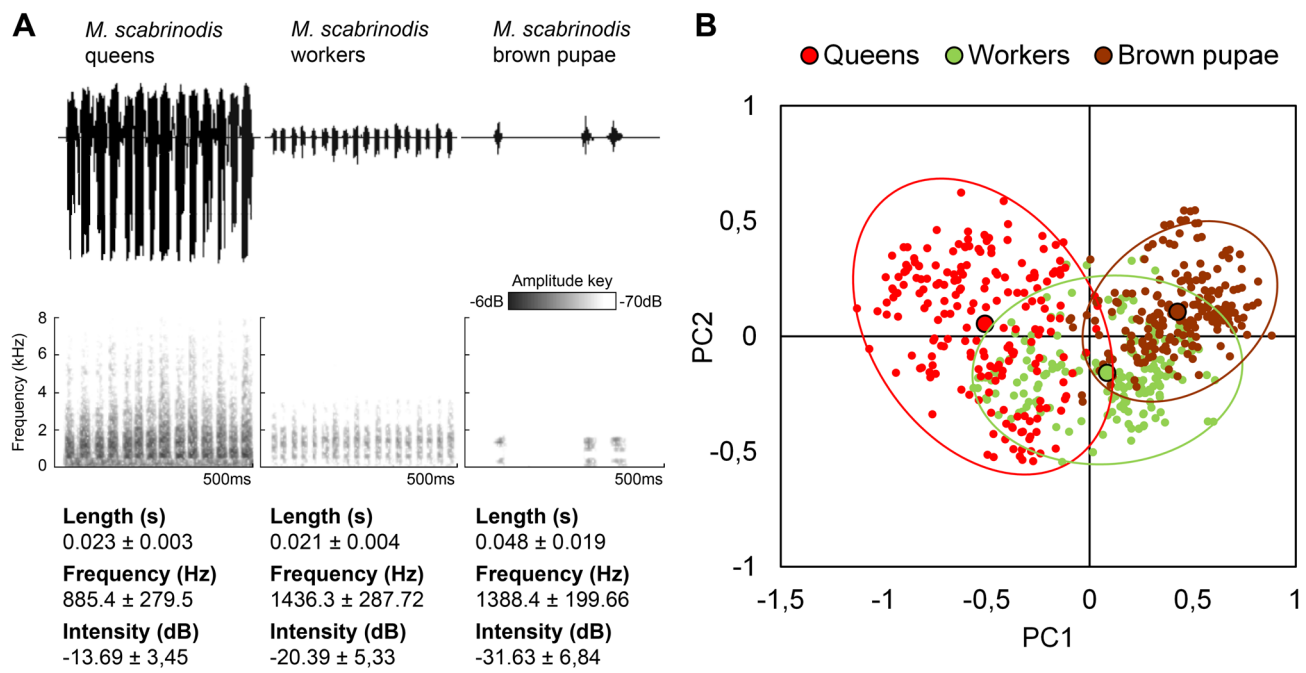 A
M. scabrinodis
queens
M. scabrinodis
workers
M. scabrinodis
brown pupae
Amplitude key
-6dB
-70dB
Frequency (kHz)
8
6
4
2
0
500ms
500ms
500ms
Length (s)
0.023 ± 0.003
Frequency (Hz)
885.4 ± 279.5
Intensity (dB)
-13.69 ± 3,45
Length (s)
0.021 ± 0.004
Frequency (Hz)
1436.3 ± 287.72
Intensity (dB)
-20.39 ± 5,33
Length (s)
0.048 ± 0.019
Frequency (Hz)
1388.4 ± 199.66
Intensity (dB)
-31.63 ± 6,84
B
Queens
Workers
Brown pupae
PC2
1
0,5
0
-0,5
-1
-1,5
-1
-0,5
0
0,5
1
PC1